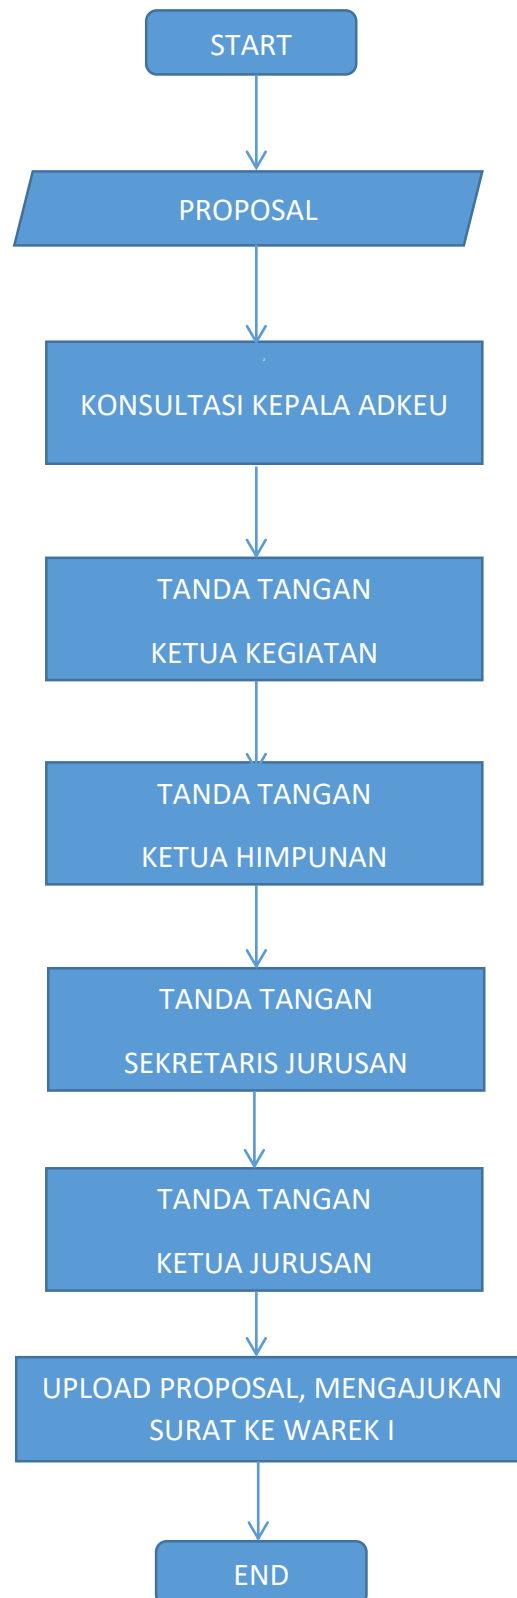 START
PROPOSAL
KONSULTASI KEPALA ADKEU
TANDA TANGAN
KETUA KEGIATAN
TANDA TANGAN
KETUA HIMPUNAN
TANDA TANGAN
SEKRETARIS JURUSAN
TANDA TANGAN
KETUA JURUSAN
UPLOAD PROPOSAL, MENGAJUKAN
SURAT KE WAREK I
END